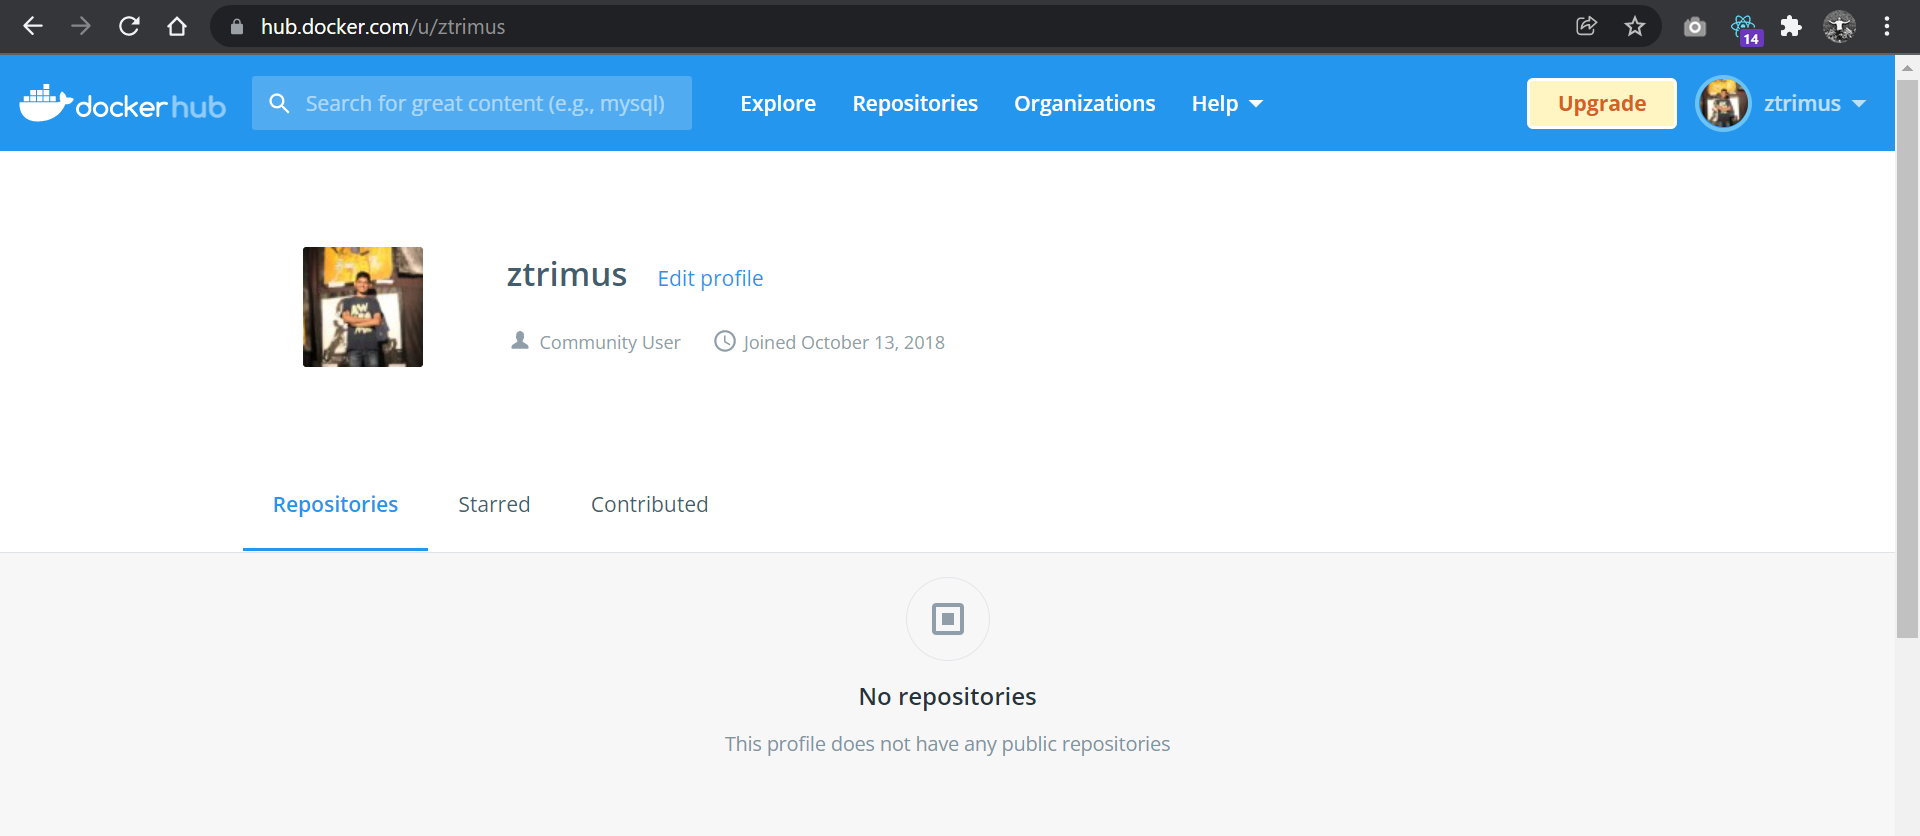 hub.docker.com/u/ztrimus
14
docker hub
Search for great content (e.g., mysql)
Explore
Repositories
Organizations
Help
Upgrade
ztrimus
ztrimus
Edit profile
Community User
Joined October 13, 2018
Repositories
Starred
Contributed
No repositories
This profile does not have any public repositories